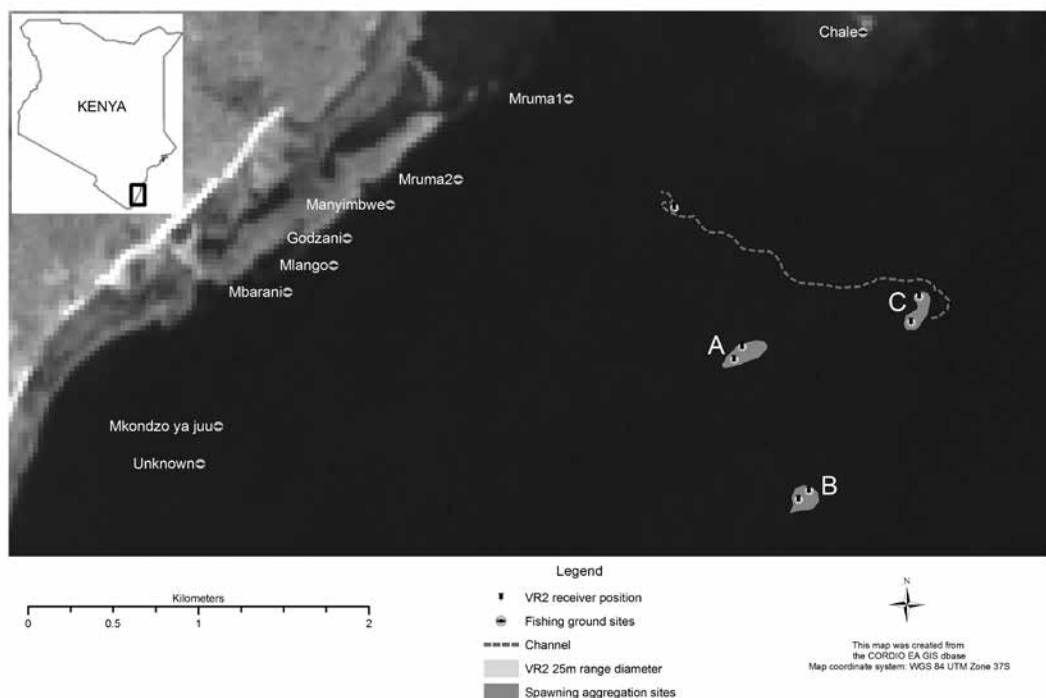 KENYA
Chale
Mruma1
Mruma2
Manyimbwe
Godzani
Mlango
Mbarani
C
A
B
Mkondzo ya juu
Unknown
Kilometers
0 0.5 1 2
Legend
VR2 receiver position
Fishing ground sites
Channel
VR2 25m range diameter
Spawning aggregation sites
N
This map was created from
the CORDIO EA GIS dbase
Map coordinate system: WGS 84 UTM Zone 37S